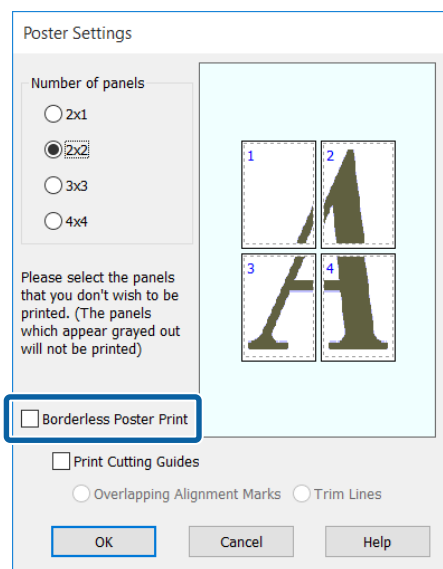 Poster Settings
Number of panels
2x1
2x2
3x3
4x4
1
2
3
4
A
Please select the panels
that you don't wish to be
printed. (The panels
which appear grayed out
will not be printed)
Borderless Poster Print
Print Cutting Guides
Overlapping Alignment Marks
Trim Lines
OK
Cancel
Help